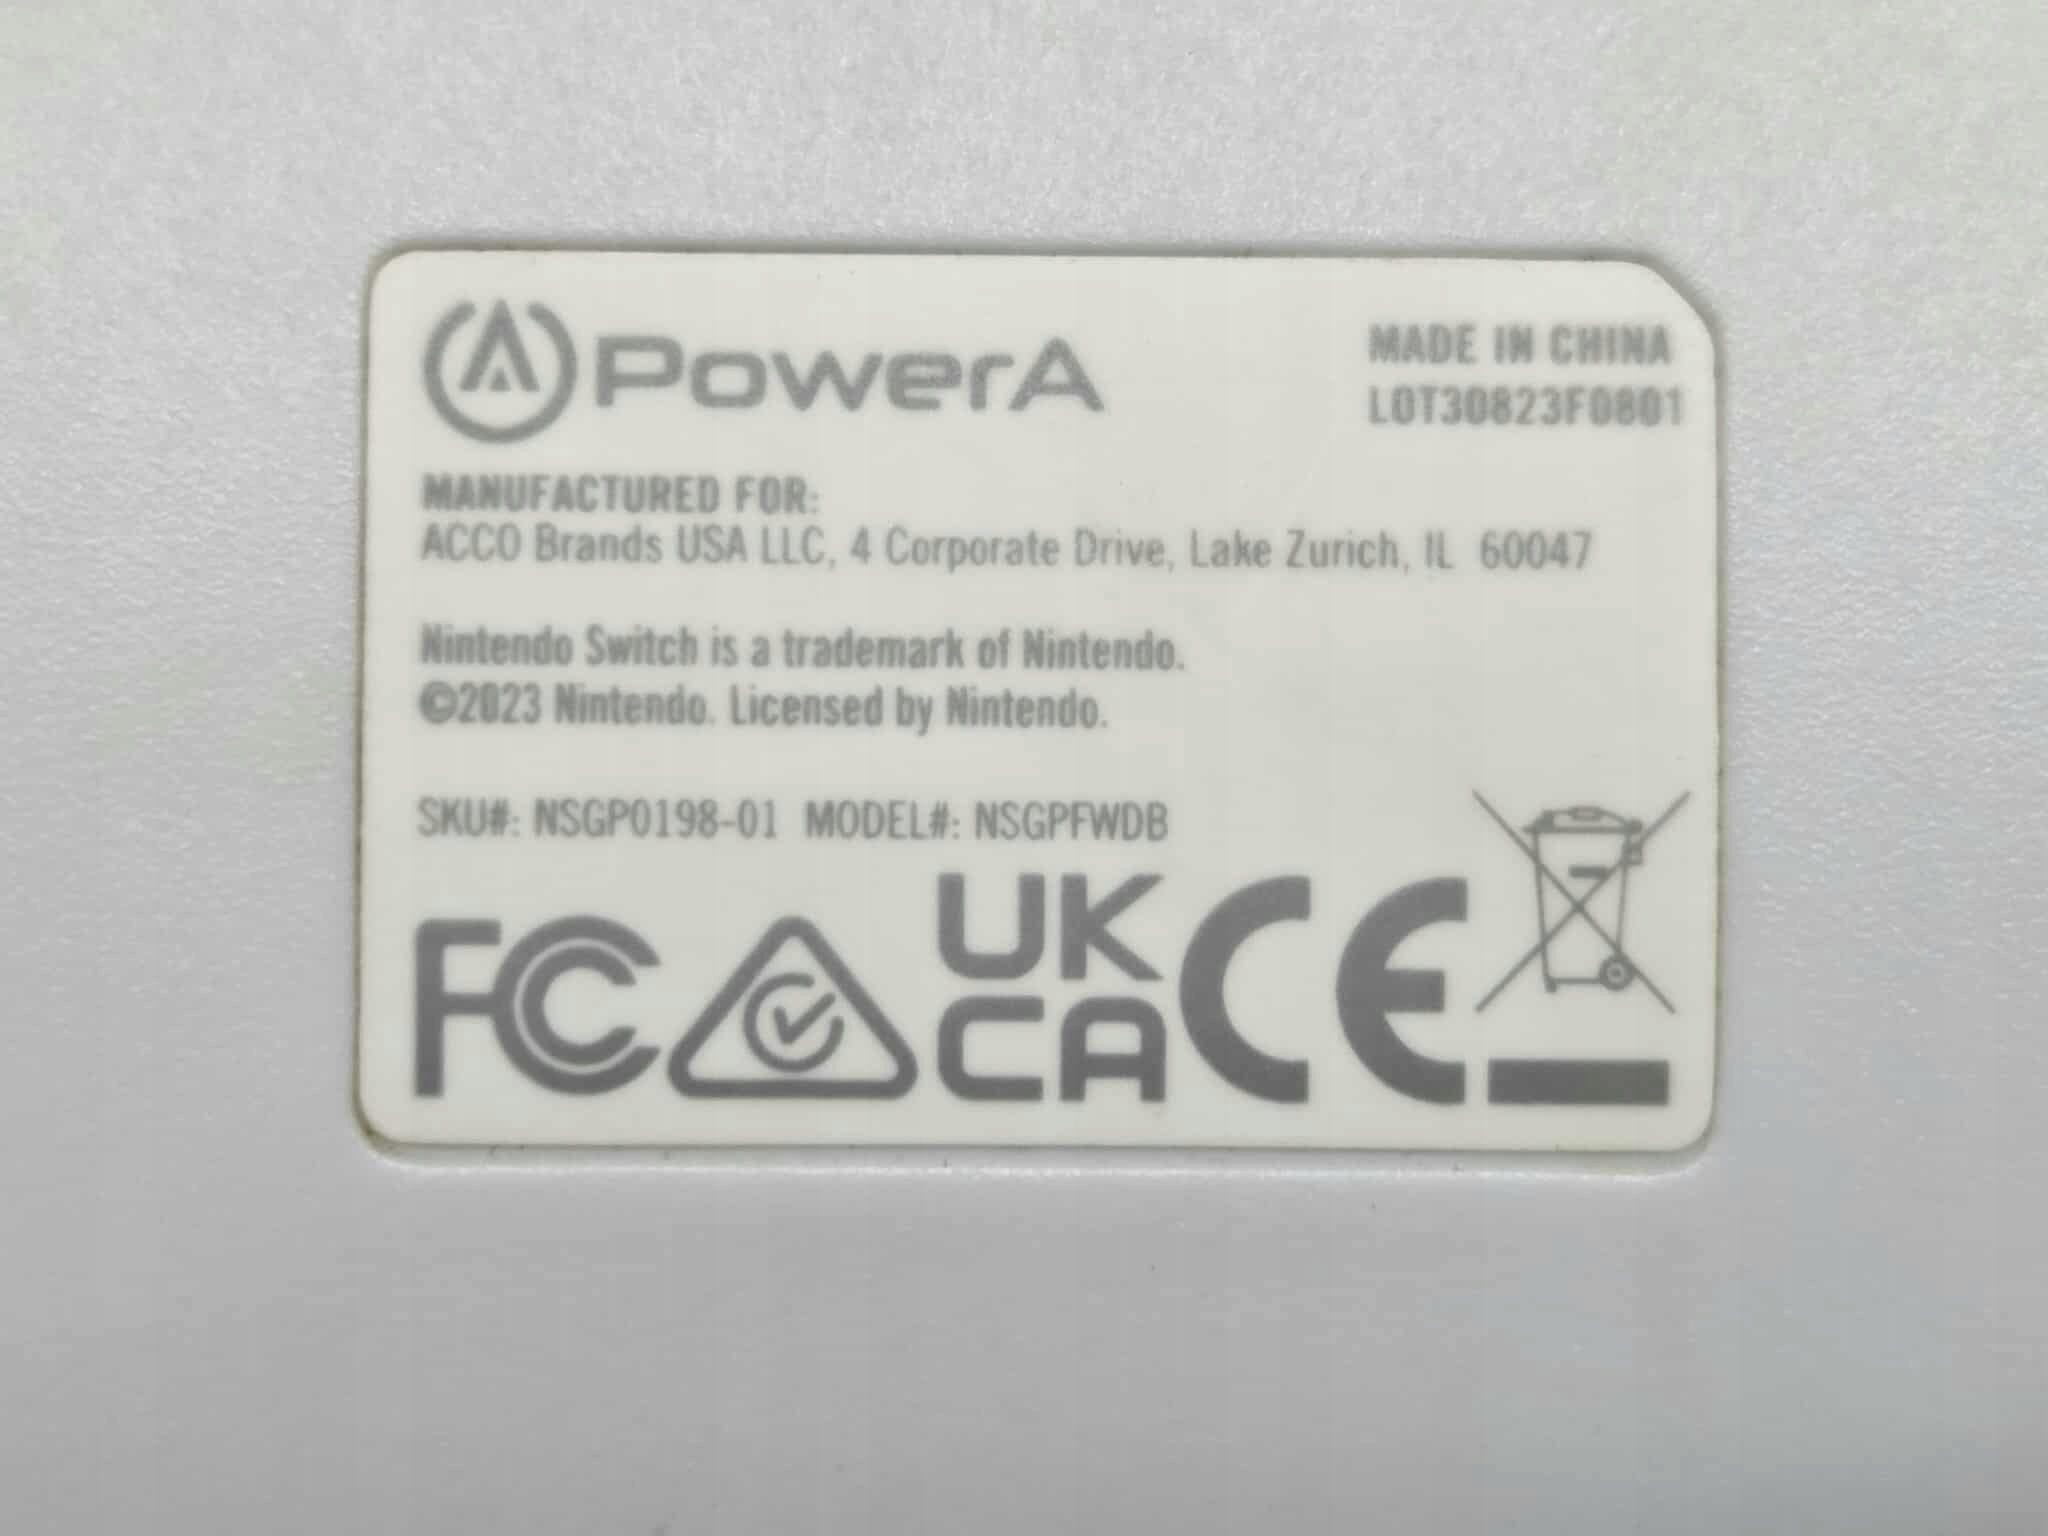 PowerA
MADE IN CHINA
LOT30823F0801
MANUFACTURED FOR:
ACCO Brands USA LLC, 4 Corporate Drive, Lake Zurich, IL 60047
Nintendo Switch is a trademark of Nintendo.
©2023 Nintendo. Licensed by Nintendo.
SKU#: NSGP0198-01 MODEL#: NSGPFWDB
FC UK CA CE